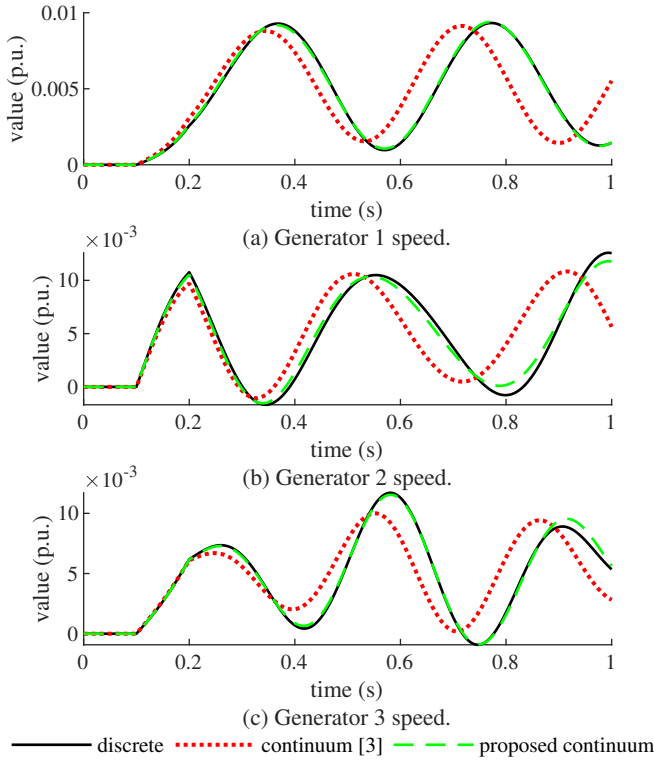 0.01
0.005
0
value (p.u.)
0 0.2 0.4 0.6 0.8 1
time (s)
(a) Generator 1 speed.
×10⁻³
10
5
0
value (p.u.)
0 0.2 0.4 0.6 0.8 1
time (s)
(b) Generator 2 speed.
×10⁻³
10
5
0
value (p.u.)
0 0.2 0.4 0.6 0.8 1
time (s)
(c) Generator 3 speed.
discrete continuum [3] proposed continuum